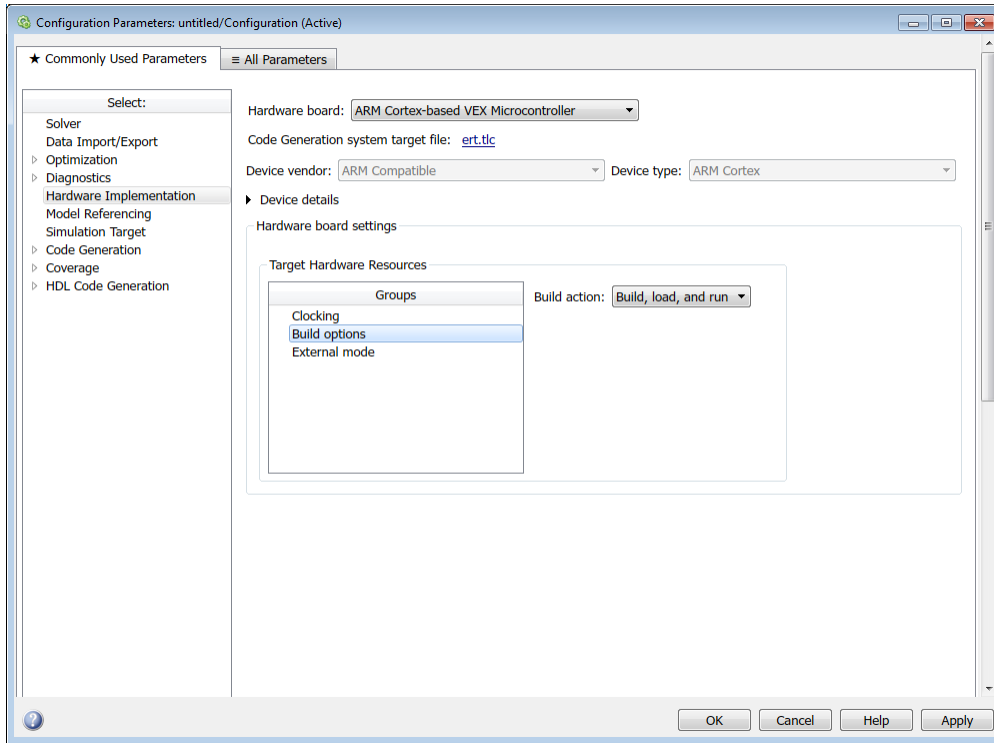 Configuration Parameters: untitled/Configuration (Active)
★ Commonly Used Parameters
≡ All Parameters
Select:
Solver
Data Import/Export
Optimization
Diagnostics
Hardware Implementation
Model Referencing
Simulation Target
Code Generation
Coverage
HDL Code Generation
Hardware board: ARM Cortex-based VEX Microcontroller
Code Generation system target file: ert.tlc
Device vendor: ARM Compatible Device type: ARM Cortex
Device details
Hardware board settings
Target Hardware Resources
Groups
Clocking
Build options
External mode
Build action: Build, load, and run
OK Cancel Help Apply